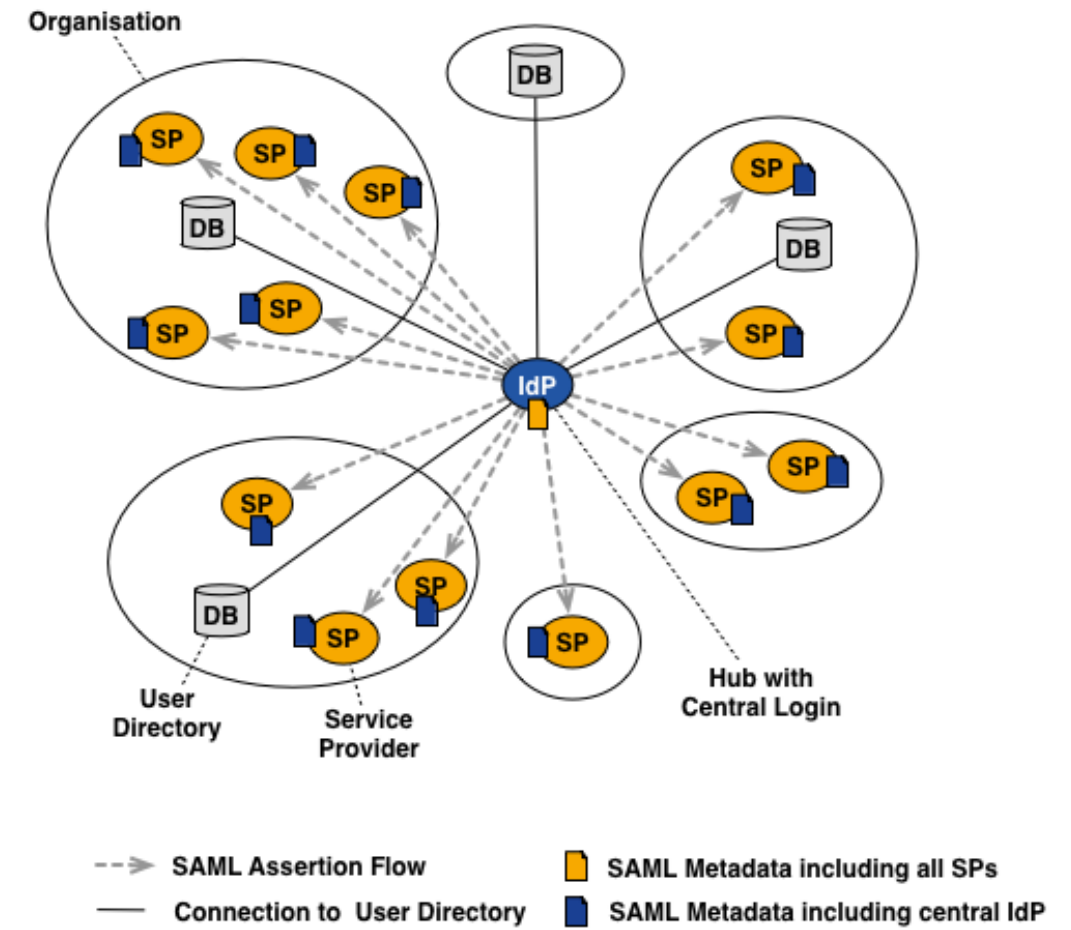 Organisation
DB
SP
SP
SP
SP
DB
DB
SP
SP
SP
IdP
SP
SP
SP
SP
DB
SP
SP
User
Directory
Service
Provider
Hub with
Central Login
SAML Assertion Flow
SAML Metadata including all SPs
Connection to User Directory
SAML Metadata including central IdP